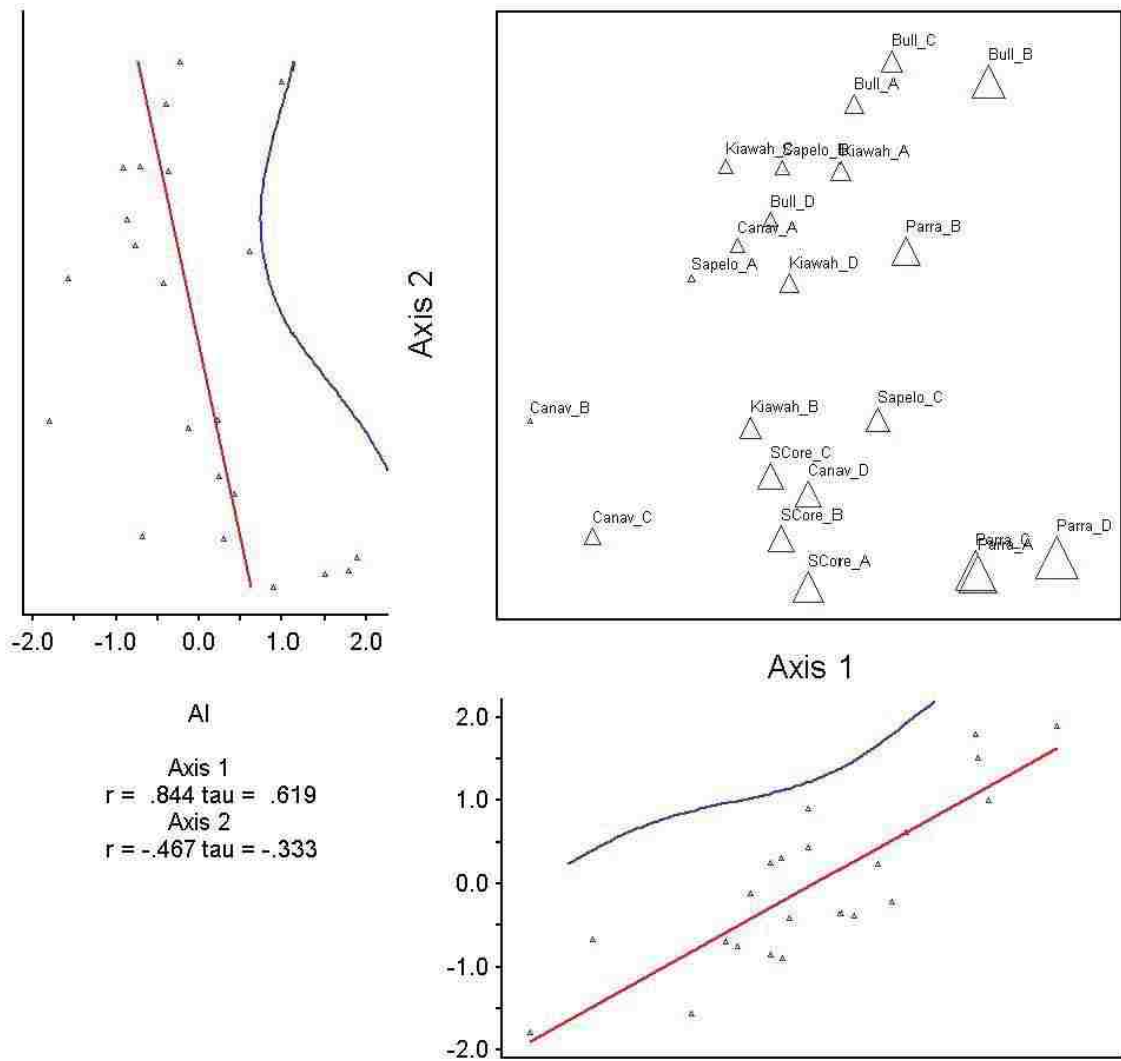 Bull_C
Bull_B
Bull_A
Kiawah_C
Sapelo_B
Kiawah_A
Bull_D
Canav_A
Parra_B
Sapelo_A
Kiawah_D
Axis 2
Canav_B
Kiawah_B
Sapelo_C
SCore_C
Canav_D
Canav_C
SCore_B
Parra_C
Parra_D
Parra_A
SCore_A
-2.0 -1.0 0.0 1.0 2.0
Axis 1
Al
Axis 1
r = .844 tau = .619
Axis 2
r = -.467 tau = -.333
2.0
1.0
0.0
-1.0
-2.0